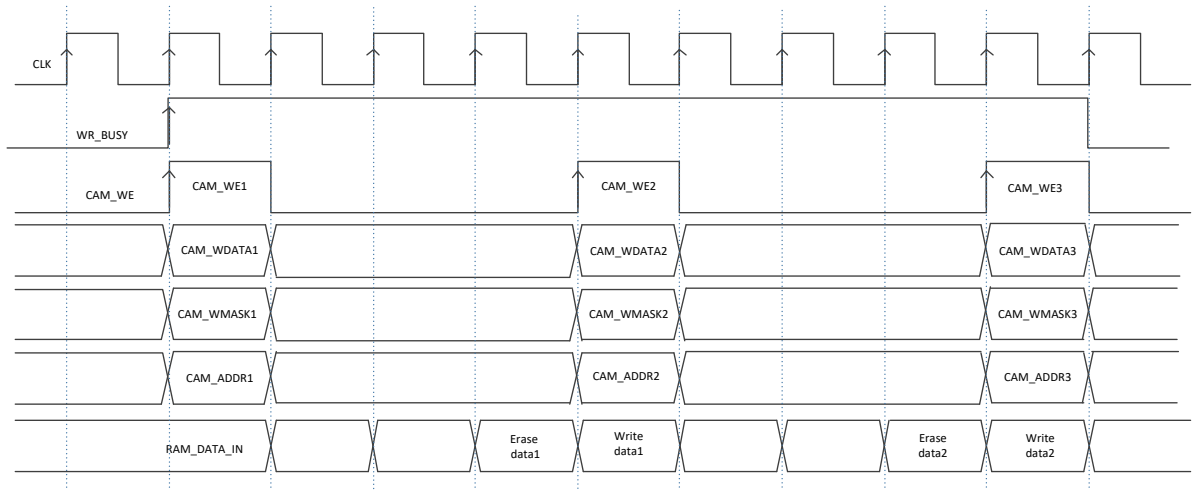 CLK
WR_BUSY
CAM_WE
CAM_WE1
CAM_WE2
CAM_WE3
CAM_WDATA1
CAM_WDATA2
CAM_WDATA3
CAM_WMASK1
CAM_WMASK2
CAM_WMASK3
CAM_ADDR1
CAM_ADDR2
CAM_ADDR3
RAM_DATA_IN
Erase
data1
Write
data1
Erase
data2
Write
data2